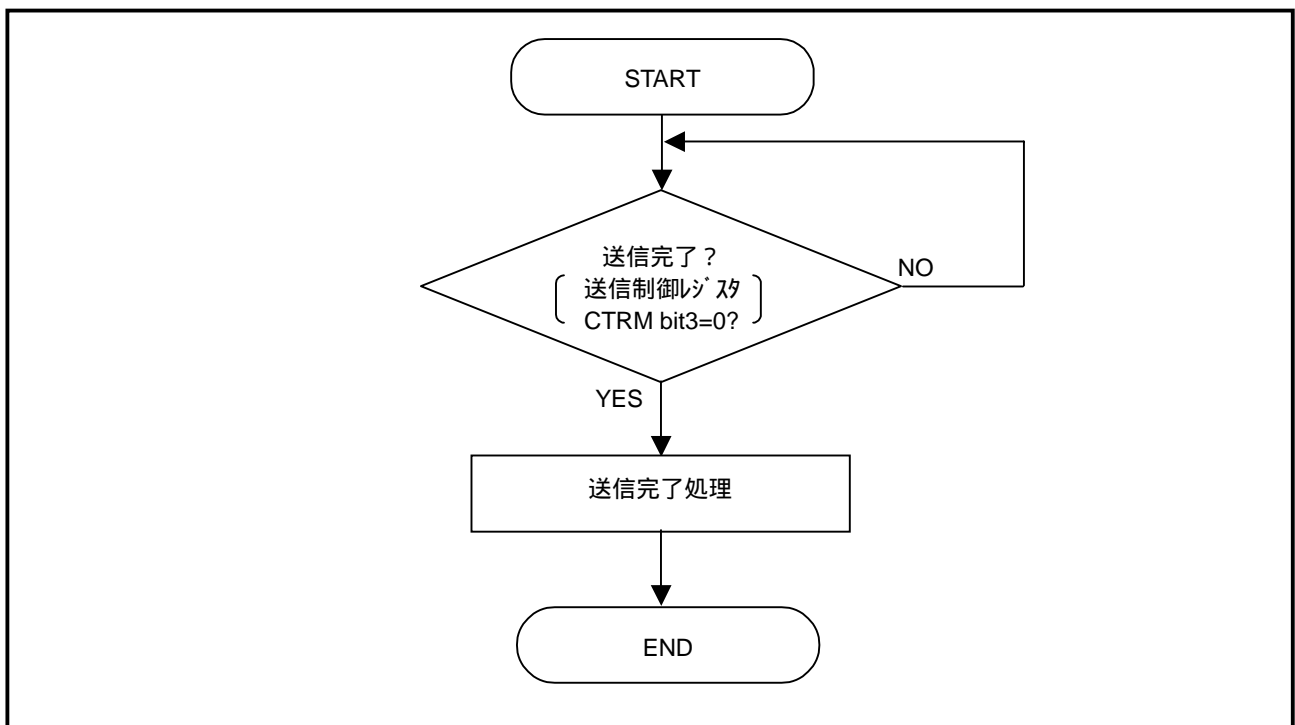 START
送信完了？
送信制御ﾚｼﾞｽﾀ
CTRM bit3=0?
NO
YES
送信完了処理
END